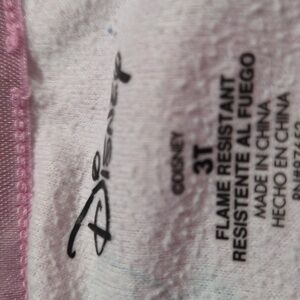 Disney
©DISNEY
3T
FLAME RESISTANT
RESISTENTE AL FUEGO
MADE IN CHINA
HECHO EN CHINA